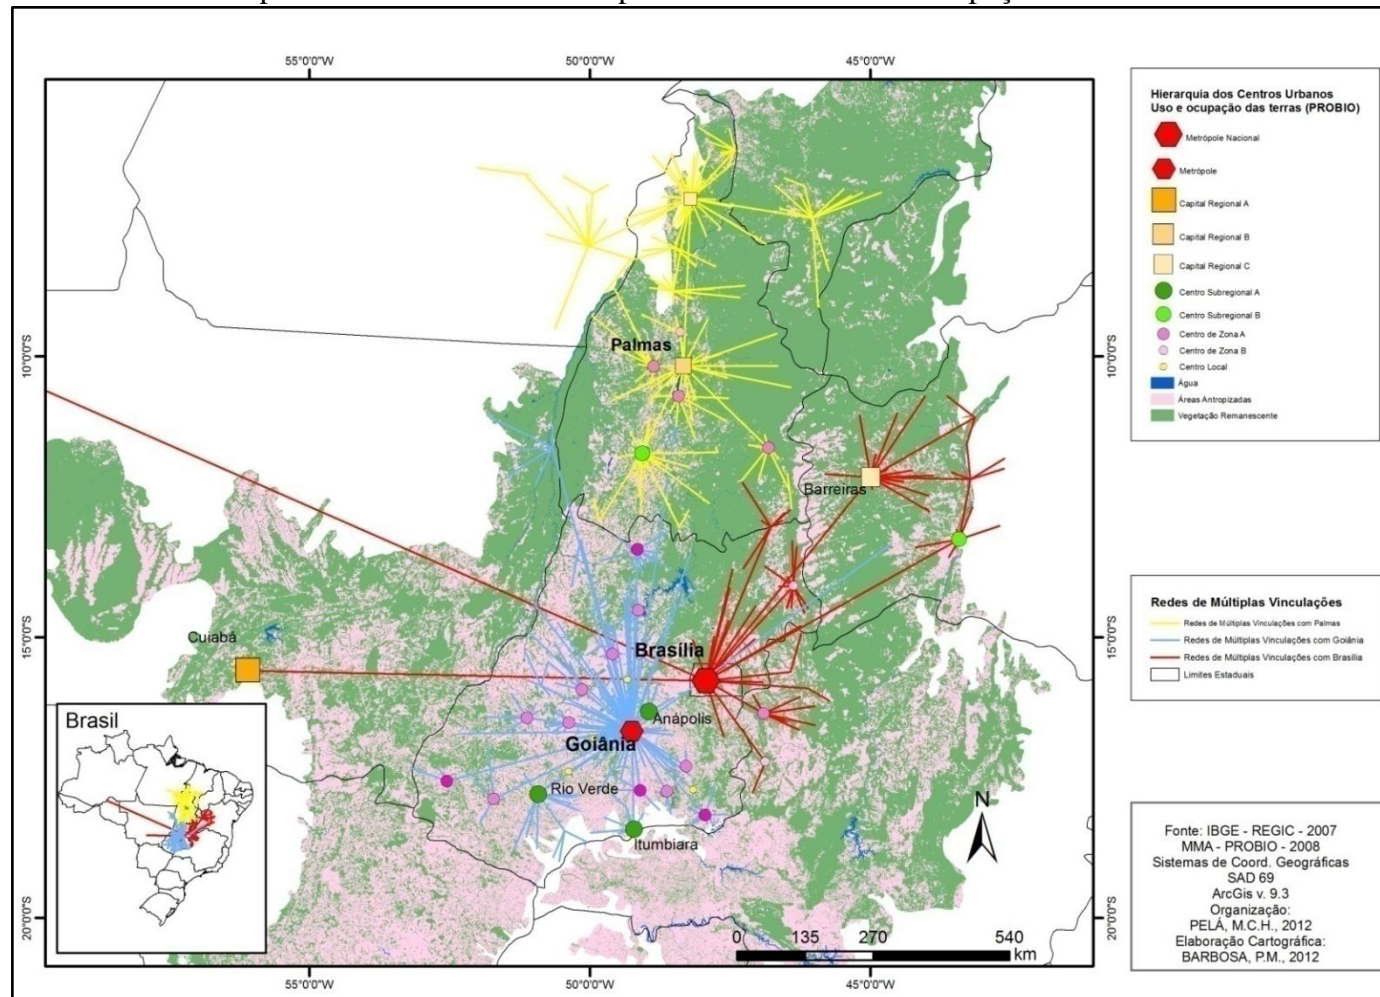 55°0'0"W 50°0'0"W 45°0'0"W
10°0'0"S
15°0'0"S
20°0'0"S
Palmas
Barreiras
Cuiabá
Brasília
Anápolis
Goiânia
Rio Verde
Itumbiara
Brasil
N
0 135 270 540
km
10°0'0"S
15°0'0"S
20°0'0"S
55°0'0"W 50°0'0"W 45°0'0"W
Hierarquia dos Centros Urbanos
Uso e ocupação das terras (PROBIO)
Metrópole Nacional
Metrópole
Capital Regional A
Capital Regional B
Capital Regional C
Centro Subregional A
Centro Subregional B
Centro de Zona A
Centro de Zona B
Centro Local
Água
Áreas Antropizadas
Vegetação Remanescente
Redes de Múltiplas Vinculações
Redes de Múltiplas Vinculações com Palmas
Redes de Múltiplas Vinculações com Goiânia
Redes de Múltiplas Vinculações com Brasília
Limites Estaduais
Fonte: IBGE - REGIC - 2007
MMA - PROBIO - 2008
Sistemas de Coord. Geográficas
SAD 69
ArcGis v. 9.3
Organização:
PELÁ, M.C.H., 2012
Elaboração Cartográfica:
BARBOSA, P.M., 2012